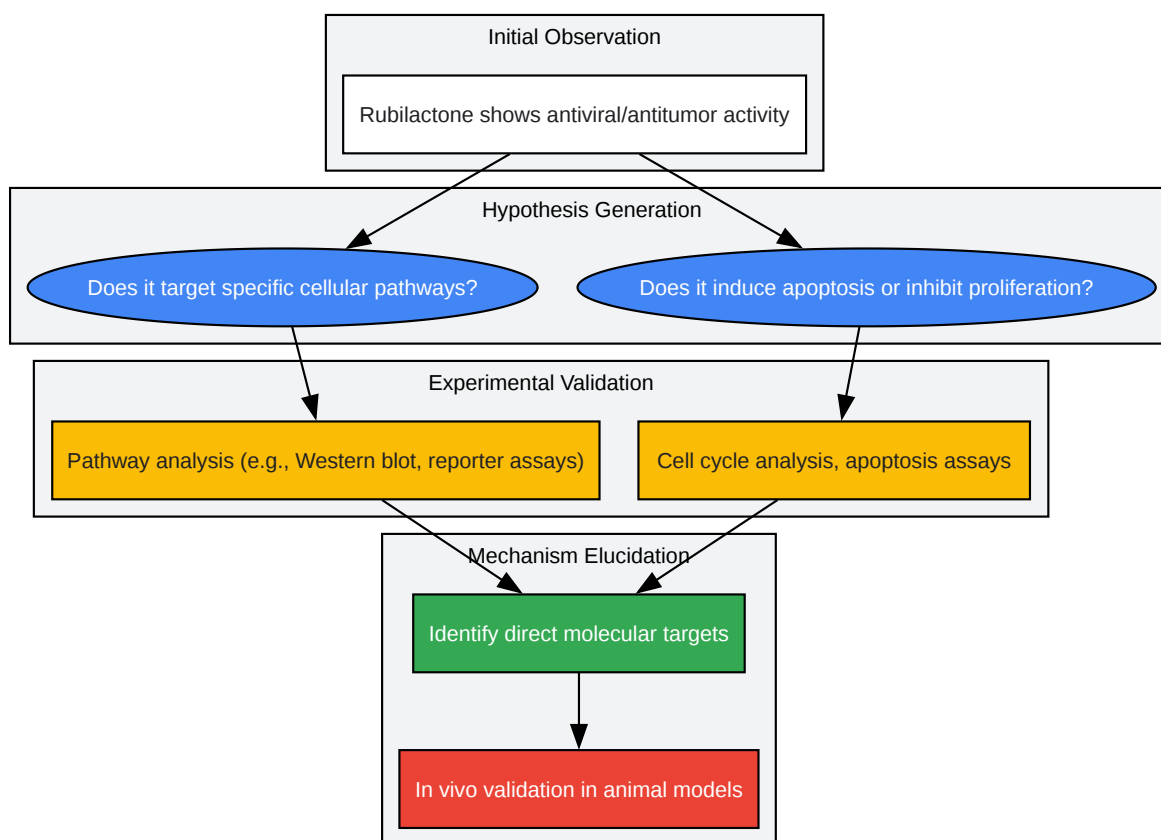 Initial Observation
Rubilactone shows antiviral/antitumor activity
Hypothesis Generation
Does it target specific cellular pathways?
Does it induce apoptosis or inhibit proliferation?
Experimental Validation
Pathway analysis (e.g., Western blot, reporter assays)
Cell cycle analysis, apoptosis assays
Mechanism Elucidation
Identify direct molecular targets
In vivo validation in animal models